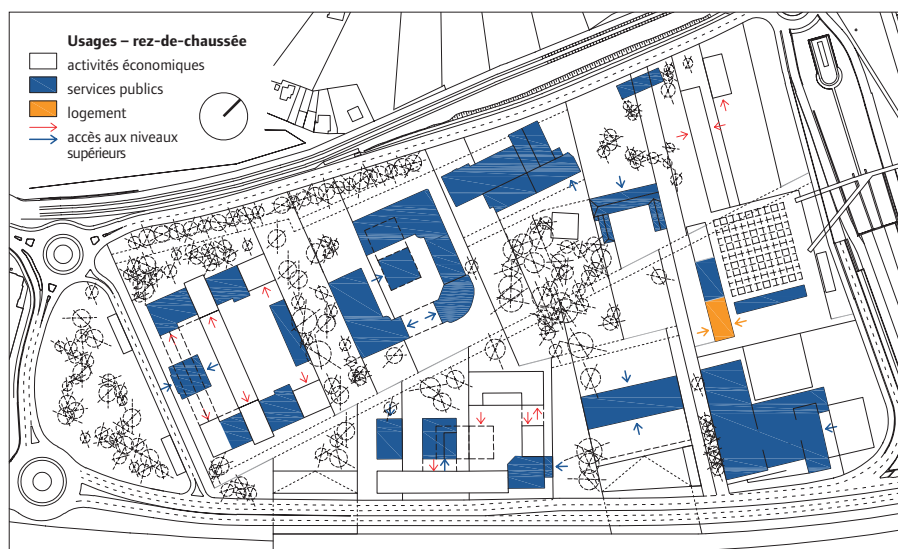 Usages – rez-de-chaussée
activités économiques
services publics
logement
accès aux niveaux
supérieurs